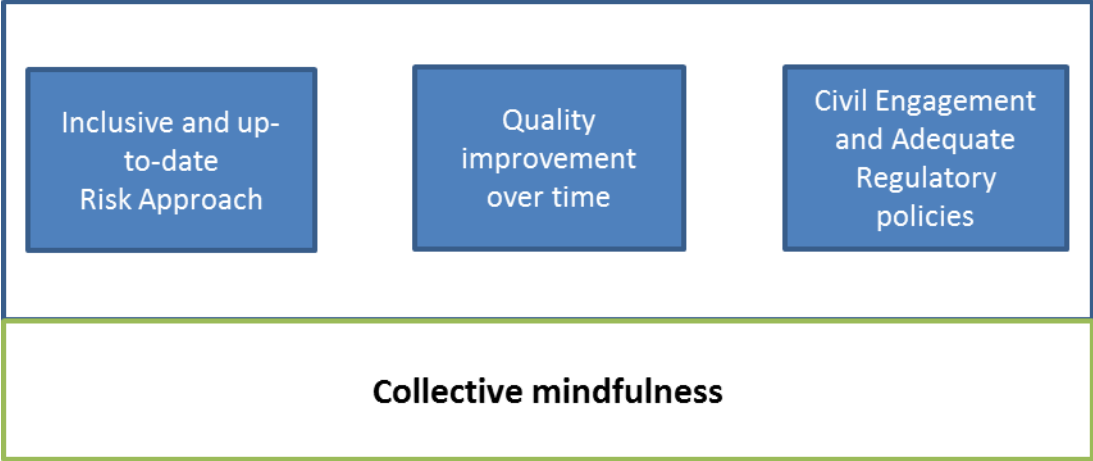 Inclusive and up-
to-date
Risk Approach
Quality
improvement
over time
Civil Engagement
and Adequate
Regulatory
policies
Collective mindfulness